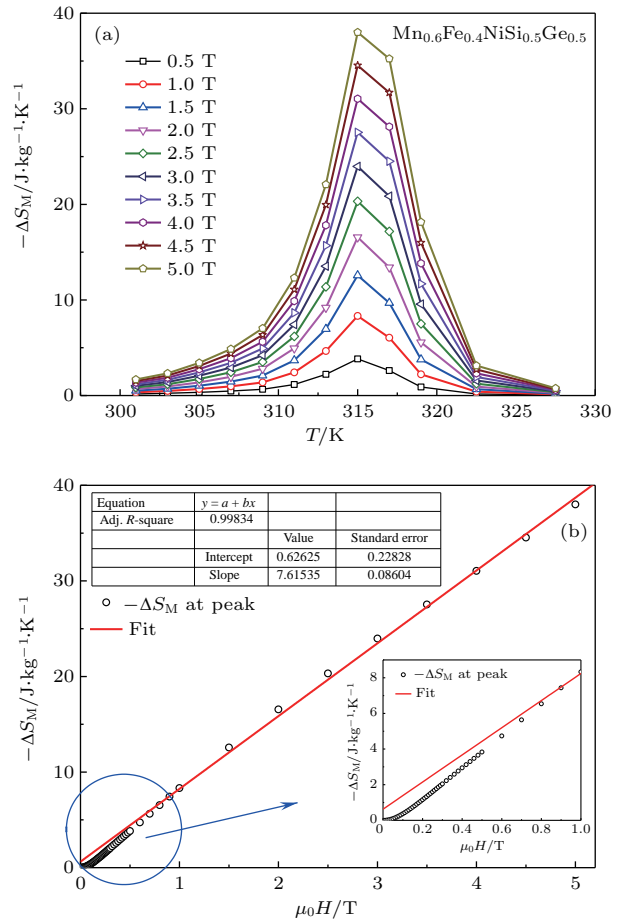 (a)
Mn0.6Fe0.4NiSi0.5Ge0.5
0.5 T
1.0 T
1.5 T
2.0 T
2.5 T
3.0 T
3.5 T
4.0 T
4.5 T
5.0 T
40
30
20
10
0
−ΔSM/J·kg−1·K−1
300 305 310 315 320 325 330
T/K
(b)
Equation y = a + bx
Adj. R-square 0.99834
Value Standard error
Intercept 0.62625 0.22828
Slope 7.61535 0.08604
−ΔSM at peak
Fit
40
30
20
10
0
−ΔSM/J·kg−1·K−1
0 1 2 3 4 5
μ0H/T
−ΔSM at peak
Fit
8
6
4
2
0
−ΔSM/J·kg−1·K−1
0 0.2 0.4 0.6 0.8 1.0
μ0H/T